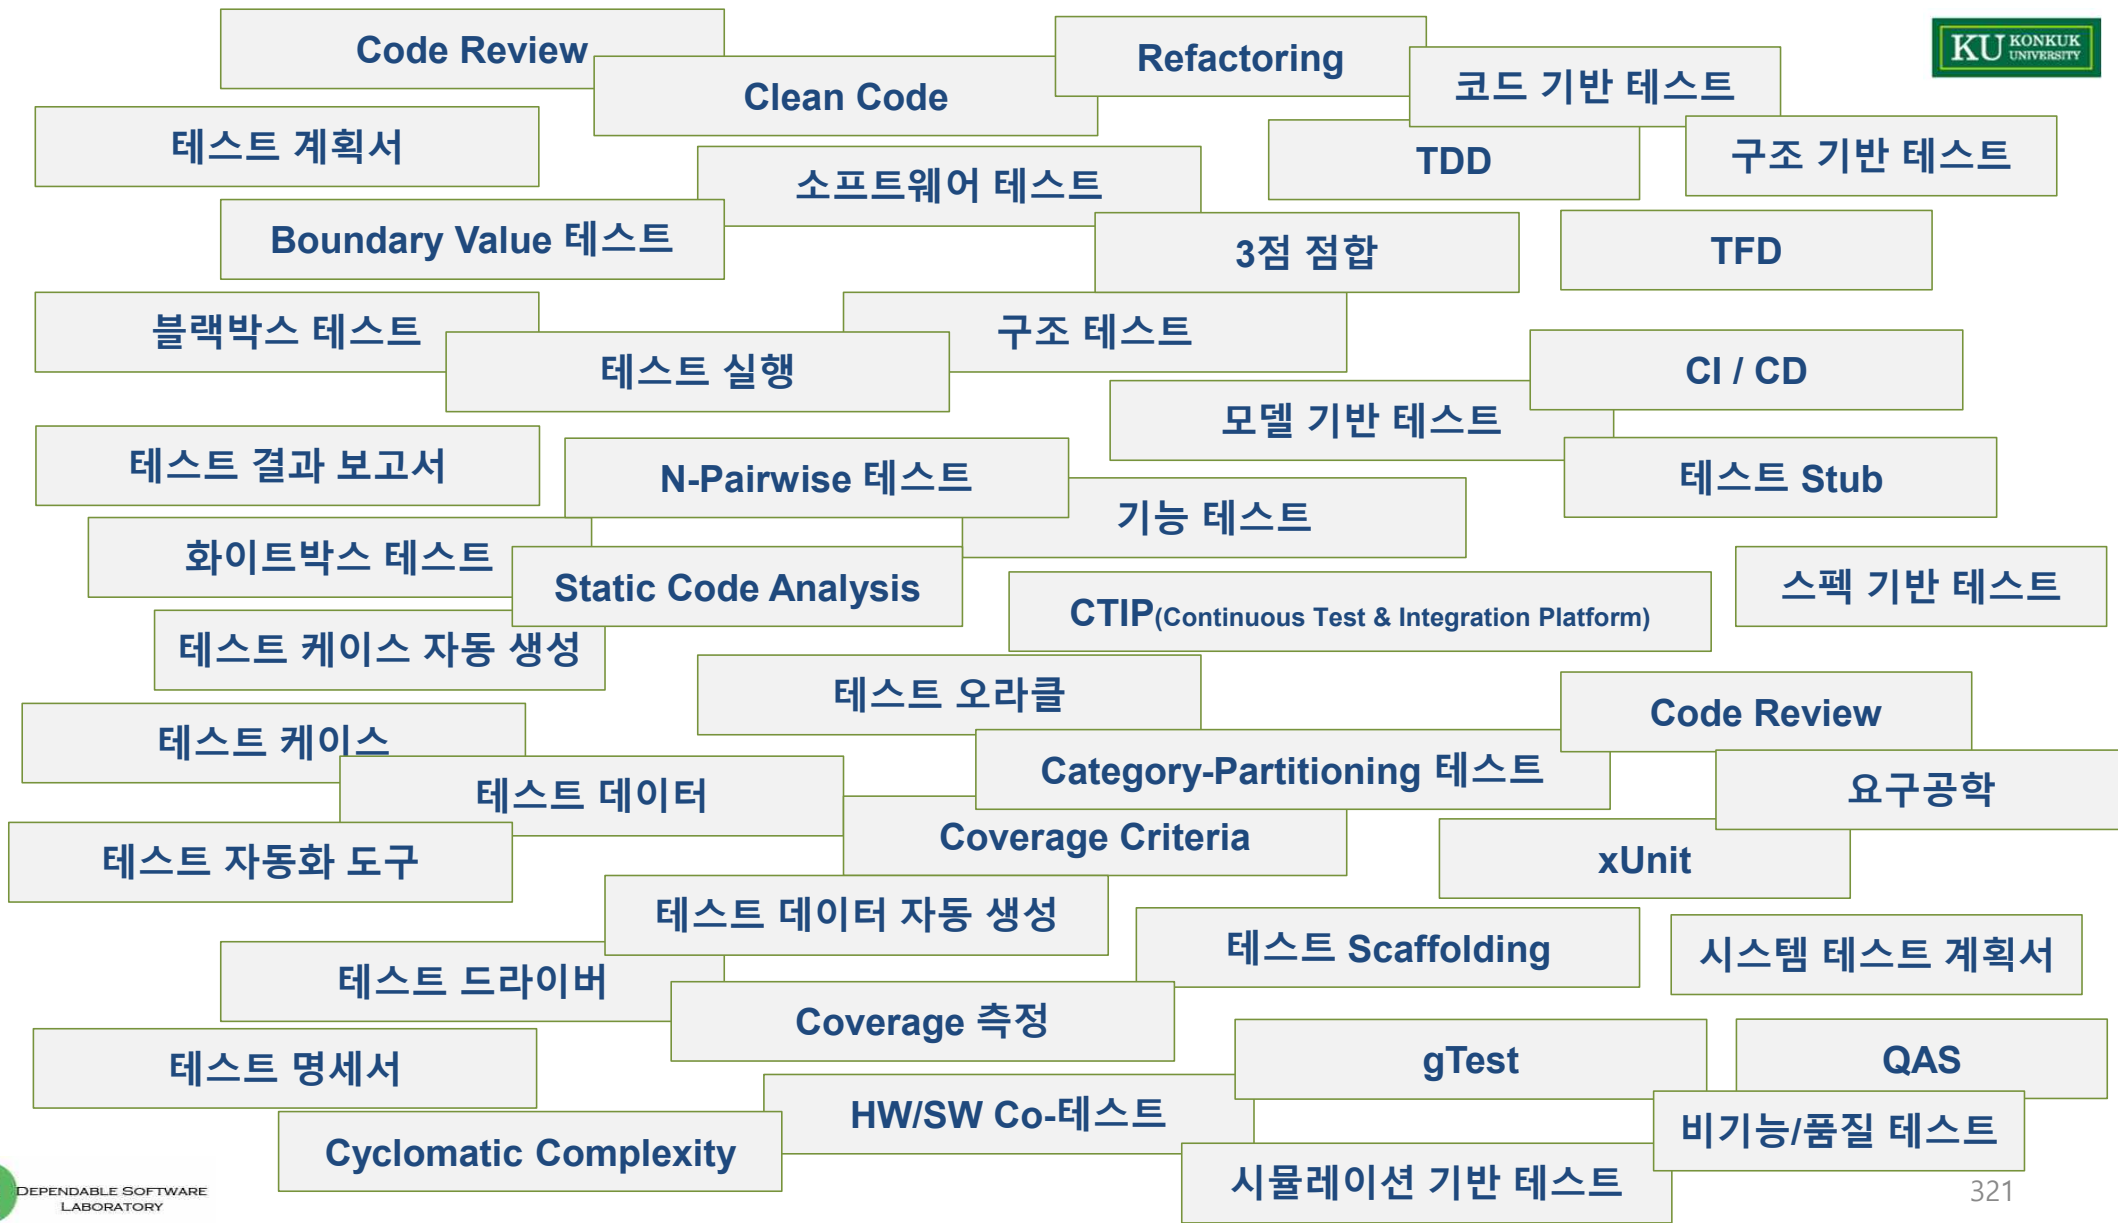 Code Review
Refactoring
KU KONKUK
UNIVERSITY
Clean Code
코드 기반 테스트
테스트 계획서
TDD
구조 기반 테스트
소프트웨어 테스트
Boundary Value 테스트
3점 점합
TFD
블랙박스 테스트
구조 테스트
테스트 실행
CI / CD
모델 기반 테스트
테스트 결과 보고서
N-Pairwise 테스트
테스트 Stub
기능 테스트
화이트박스 테스트
Static Code Analysis
스펙 기반 테스트
CTIP(Continuous Test & Integration Platform)
테스트 케이스 자동 생성
테스트 오라클
Code Review
테스트 케이스
Category-Partitioning 테스트
요구공학
테스트 데이터
Coverage Criteria
테스트 자동화 도구
xUnit
테스트 데이터 자동 생성
테스트 Scaffolding
시스템 테스트 계획서
테스트 드라이버
Coverage 측정
테스트 명세서
gTest
QAS
HW/SW Co-테스트
비기능/품질 테스트
Cyclomatic Complexity
시뮬레이션 기반 테스트
DEPENDABLE SOFTWARE
LABORATORY
321